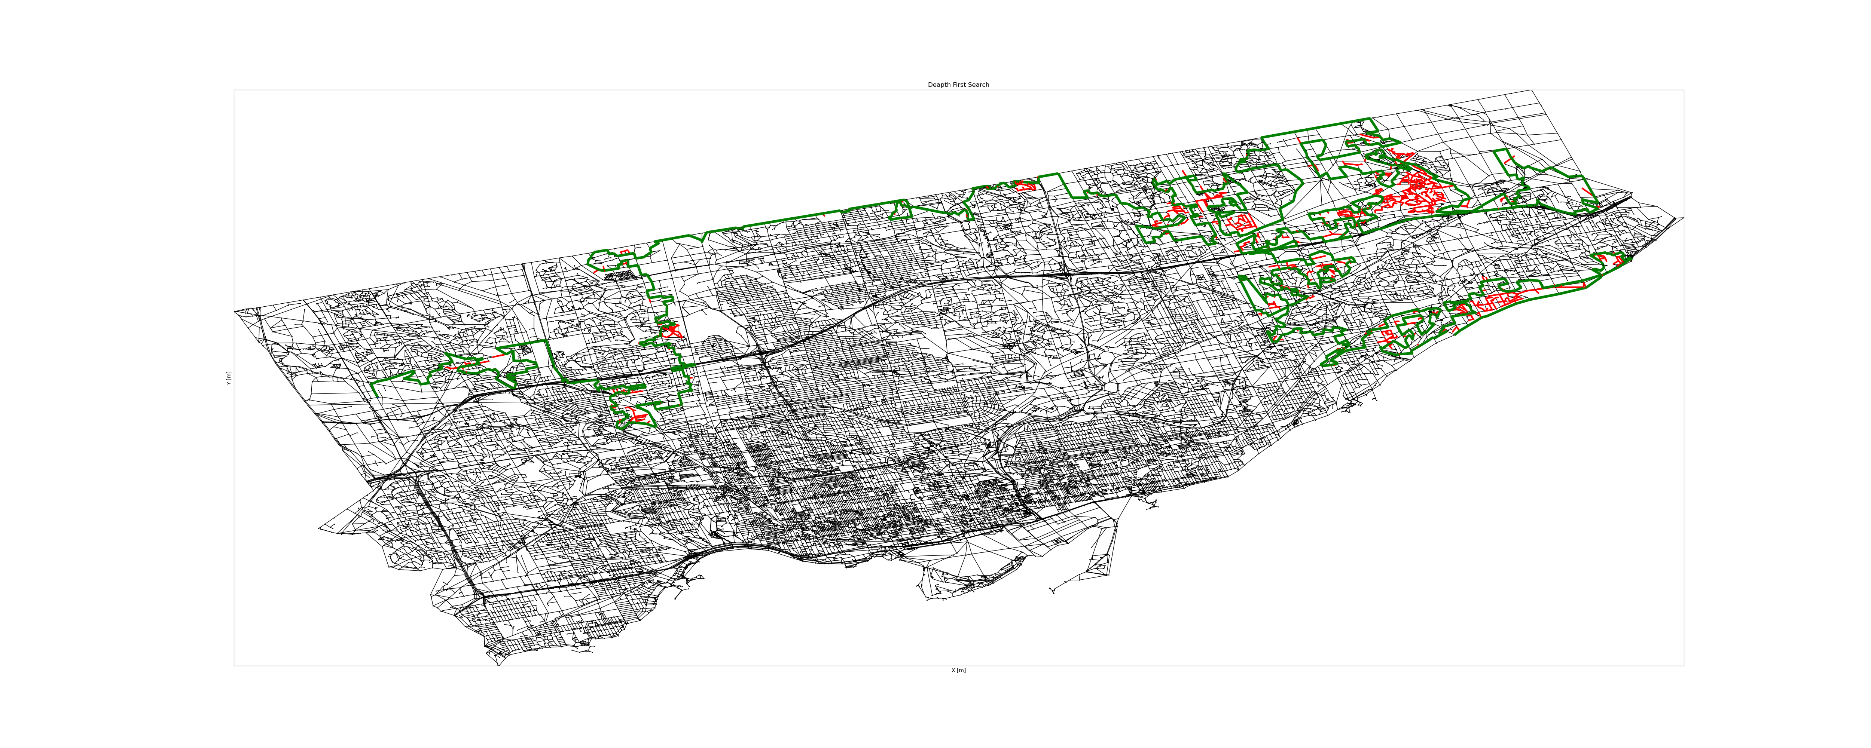 Deapth First Search
Y [m]
X [m]